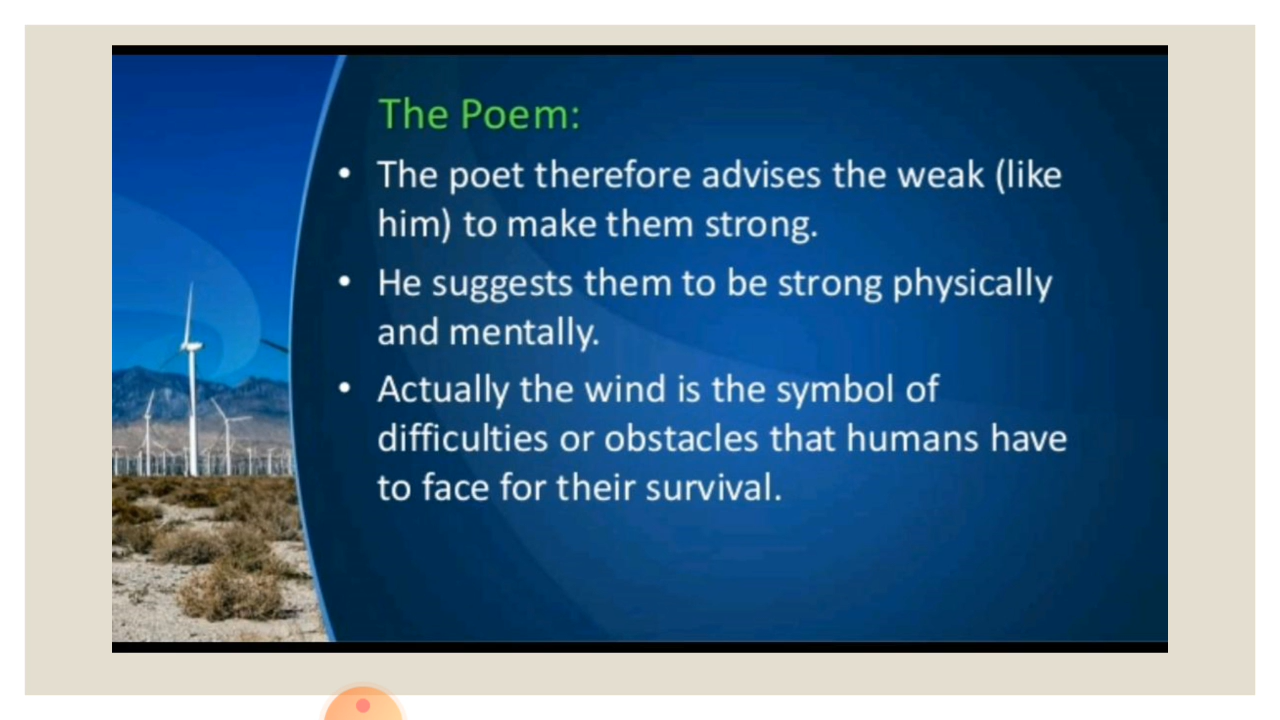 The Poem:
• The poet therefore advises the weak (like
him) to make them strong.
• He suggests them to be strong physically
and mentally.
• Actually the wind is the symbol of
difficulties or obstacles that humans have
to face for their survival.